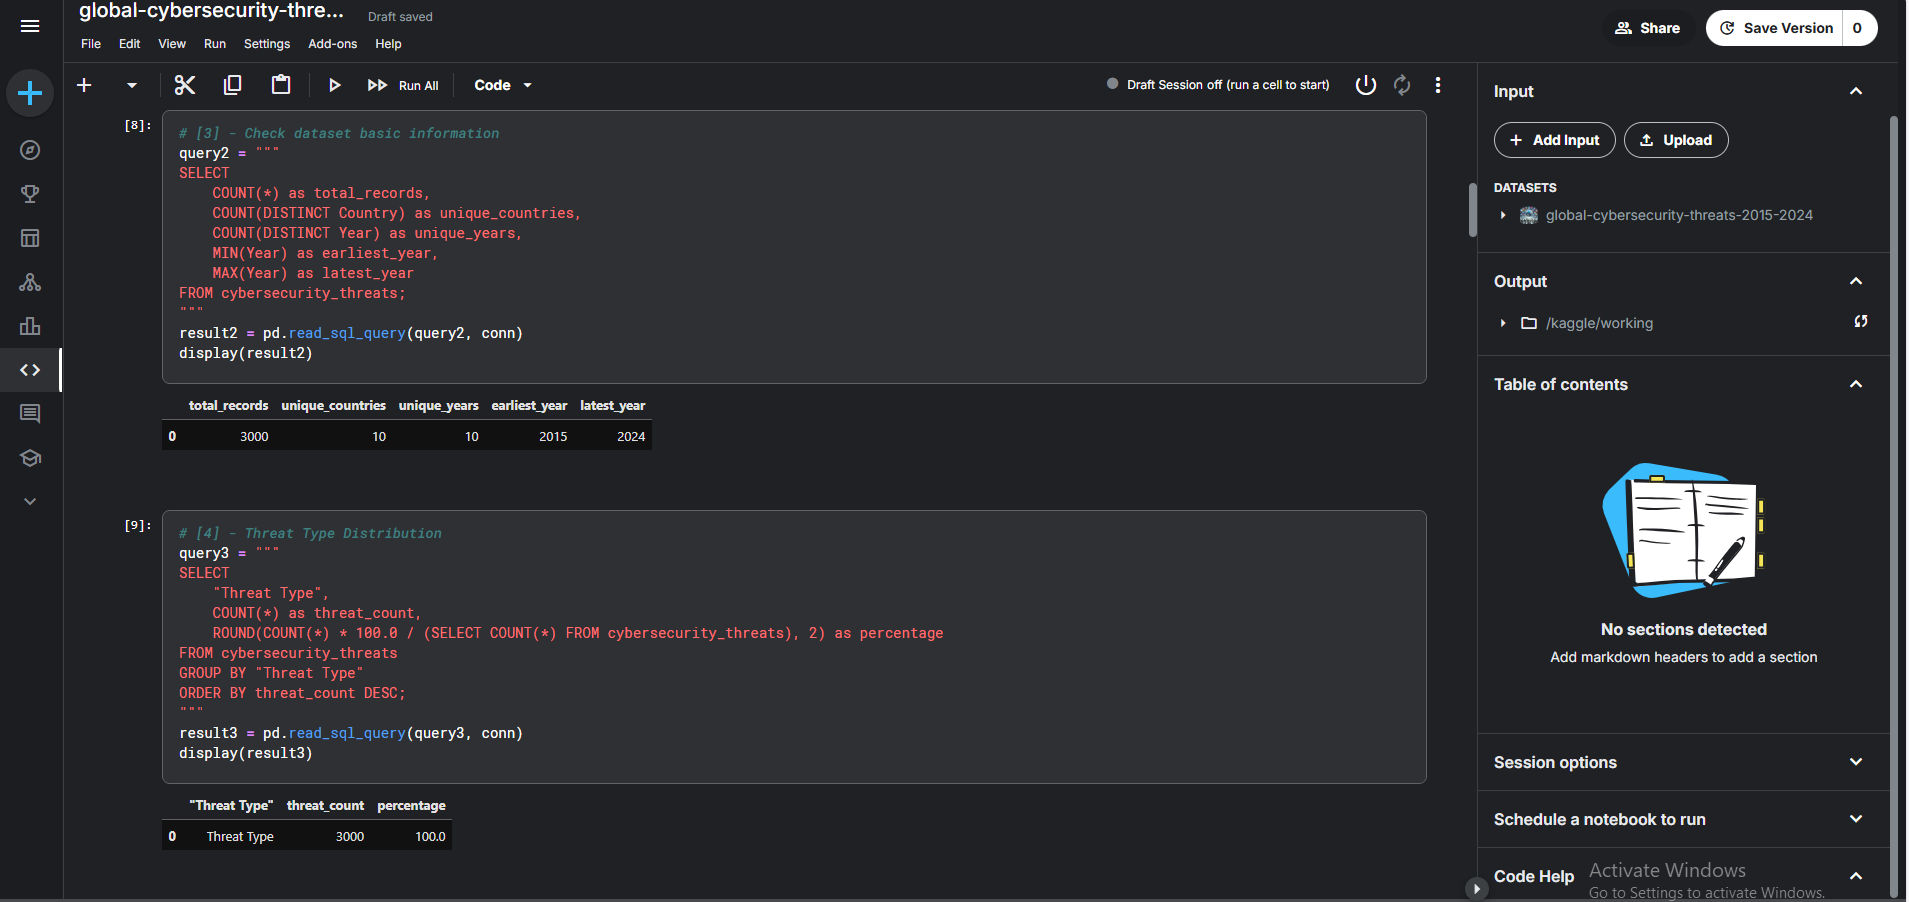 global-cybersecurity-thre...
Draft saved
File Edit View Run Settings Add-ons Help
Share
Save Version 0
Run All
Code
Draft Session off (run a cell to start)
[8]:
# [3] - Check dataset basic information
query2 = """
SELECT
    COUNT(*) as total_records,
    COUNT(DISTINCT Country) as unique_countries,
    COUNT(DISTINCT Year) as unique_years,
    MIN(Year) as earliest_year,
    MAX(Year) as latest_year
FROM cybersecurity_threats;
"""
result2 = pd.read_sql_query(query2, conn)
display(result2)
total_records unique_countries unique_years earliest_year latest_year
0 3000 10 10 2015 2024
[9]:
# [4] - Threat Type Distribution
query3 = """
SELECT
    "Threat Type",
    COUNT(*) as threat_count,
    ROUND(COUNT(*) * 100.0 / (SELECT COUNT(*) FROM cybersecurity_threats), 2) as percentage
FROM cybersecurity_threats
GROUP BY "Threat Type"
ORDER BY threat_count DESC;
"""
result3 = pd.read_sql_query(query3, conn)
display(result3)
"Threat Type" threat_count percentage
0 Threat Type 3000 100.0
Input
Add Input
Upload
DATASETS
global-cybersecurity-threats-2015-2024
Output
/kaggle/working
Table of contents
No sections detected
Add markdown headers to add a section
Session options
Schedule a notebook to run
Code Help
Activate Windows
Go to Settings to activate Windows.